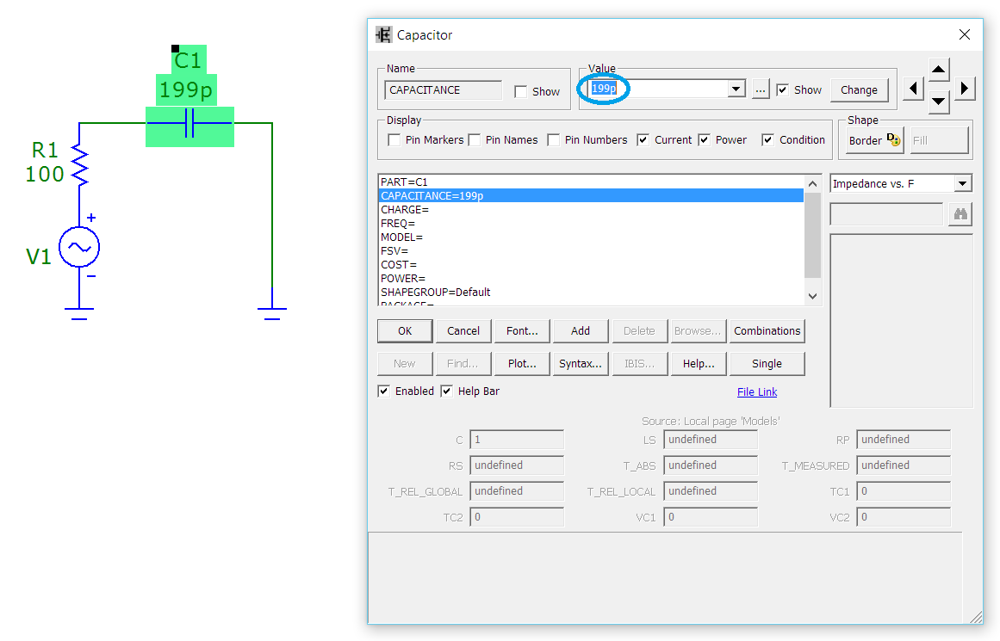 C1
199p
R1
100
+
V1
−
Capacitor
Name
CAPACITANCE
Show
Value
199p
...
Show
Change
Display
Pin Markers
Pin Names
Pin Numbers
Current
Power
Condition
Shape
Border
Fill
PART=C1
CAPACITANCE=199p
CHARGE=
FREQ=
MODEL=
FSV=
COST=
POWER=
SHAPEGROUP=Default
PACKAGE=
Impedance vs. F
OK Cancel Font... Add Delete Browse... Combinations
New Find... Plot... Syntax... IBIS... Help... Single
Enabled Help Bar File Link
Source: Local page 'Models'
C 1 LS undefined RP undefined
RS undefined T_ABS undefined T_MEASURED undefined
T_REL_GLOBAL undefined T_REL_LOCAL undefined TC1 0
TC2 0 VC1 0 VC2 0